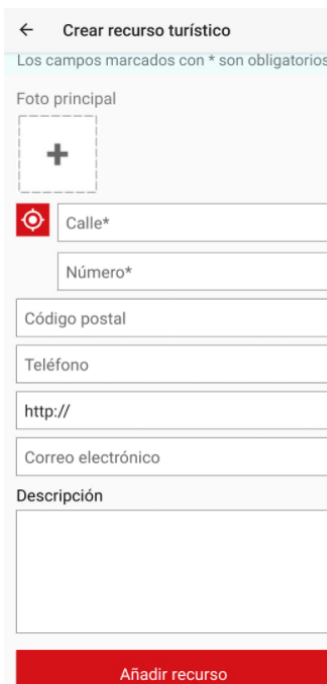 Crear recurso turístico
Los campos marcados con * son obligatorios
Foto principal
Calle*
Número*
Código postal
Teléfono
http://
Correo electrónico
Descripción
Añadir recurso